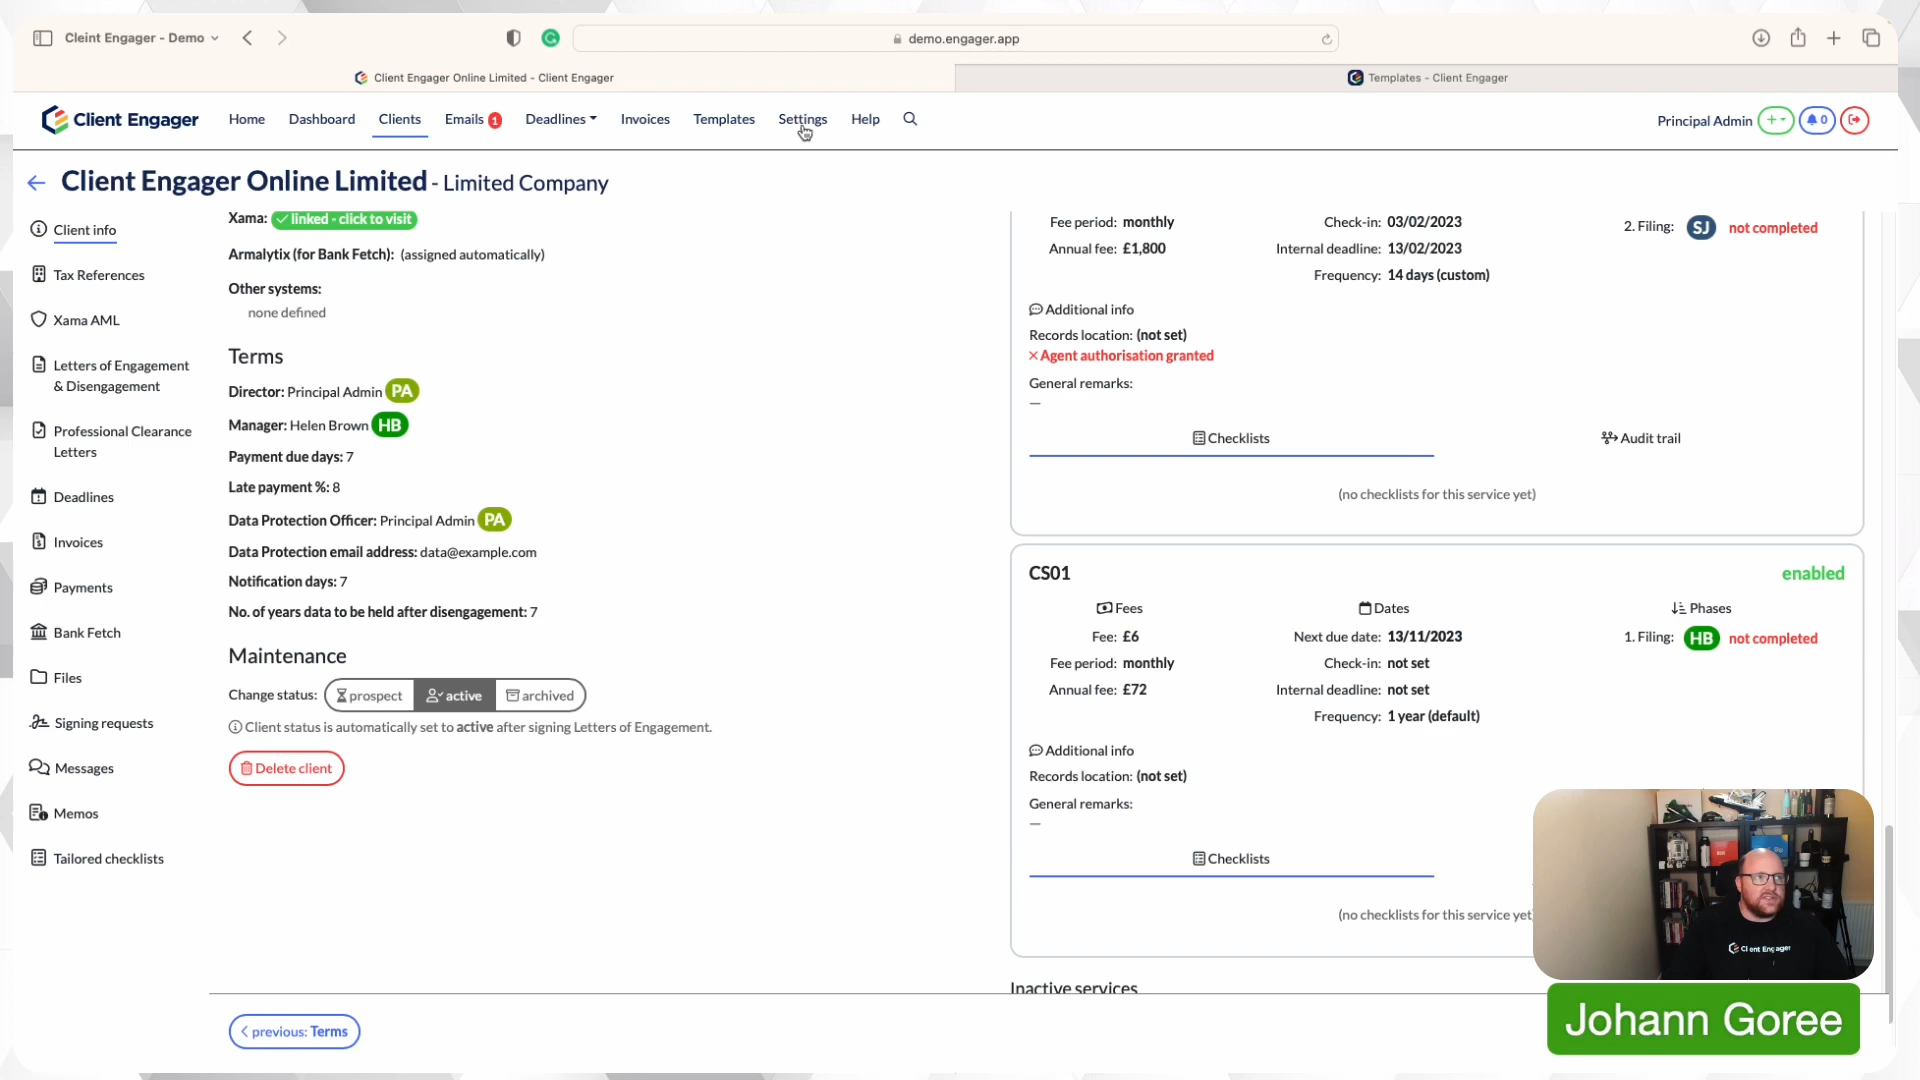 Cleint Engager - Demo
demo.engager.app
Client Engager Online Limited - Client Engager
Templates - Client Engager
Client Engager
Home
Dashboard
Clients
Emails 1
Deadlines
Invoices
Templates
Settings
Help
Principal Admin
+
0
Client Engager Online Limited - Limited Company
Client info
Tax References
Xama AML
Letters of Engagement
& Disengagement
Professional Clearance
Letters
Deadlines
Invoices
Payments
Bank Fetch
Files
Signing requests
Messages
Memos
Tailored checklists
Xama: linked - click to visit
Armalytix (for Bank Fetch): (assigned automatically)
Other systems:
none defined
Terms
Director: Principal Admin PA
Manager: Helen Brown HB
Payment due days: 7
Late payment %: 8
Data Protection Officer: Principal Admin PA
Data Protection email address: data@example.com
Notification days: 7
No. of years data to be held after disengagement: 7
Maintenance
Change status: prospect active archived
Client status is automatically set to active after signing Letters of Engagement.
Delete client
previous: Terms
Fee period: monthly
Annual fee: £1,800
Check-in: 03/02/2023
Internal deadline: 13/02/2023
Frequency: 14 days (custom)
2. Filing: SJ not completed
Additional info
Records location: (not set)
Agent authorisation granted
General remarks:
—
Checklists
Audit trail
(no checklists for this service yet)
CS01
enabled
Fees
Fee: £6
Fee period: monthly
Annual fee: £72
Dates
Next due date: 13/11/2023
Check-in: not set
Internal deadline: not set
Frequency: 1 year (default)
Phases
1. Filing: HB not completed
Additional info
Records location: (not set)
General remarks:
—
Checklists
(no checklists for this service yet)
Inactive services
Client Engager
Johann Goree